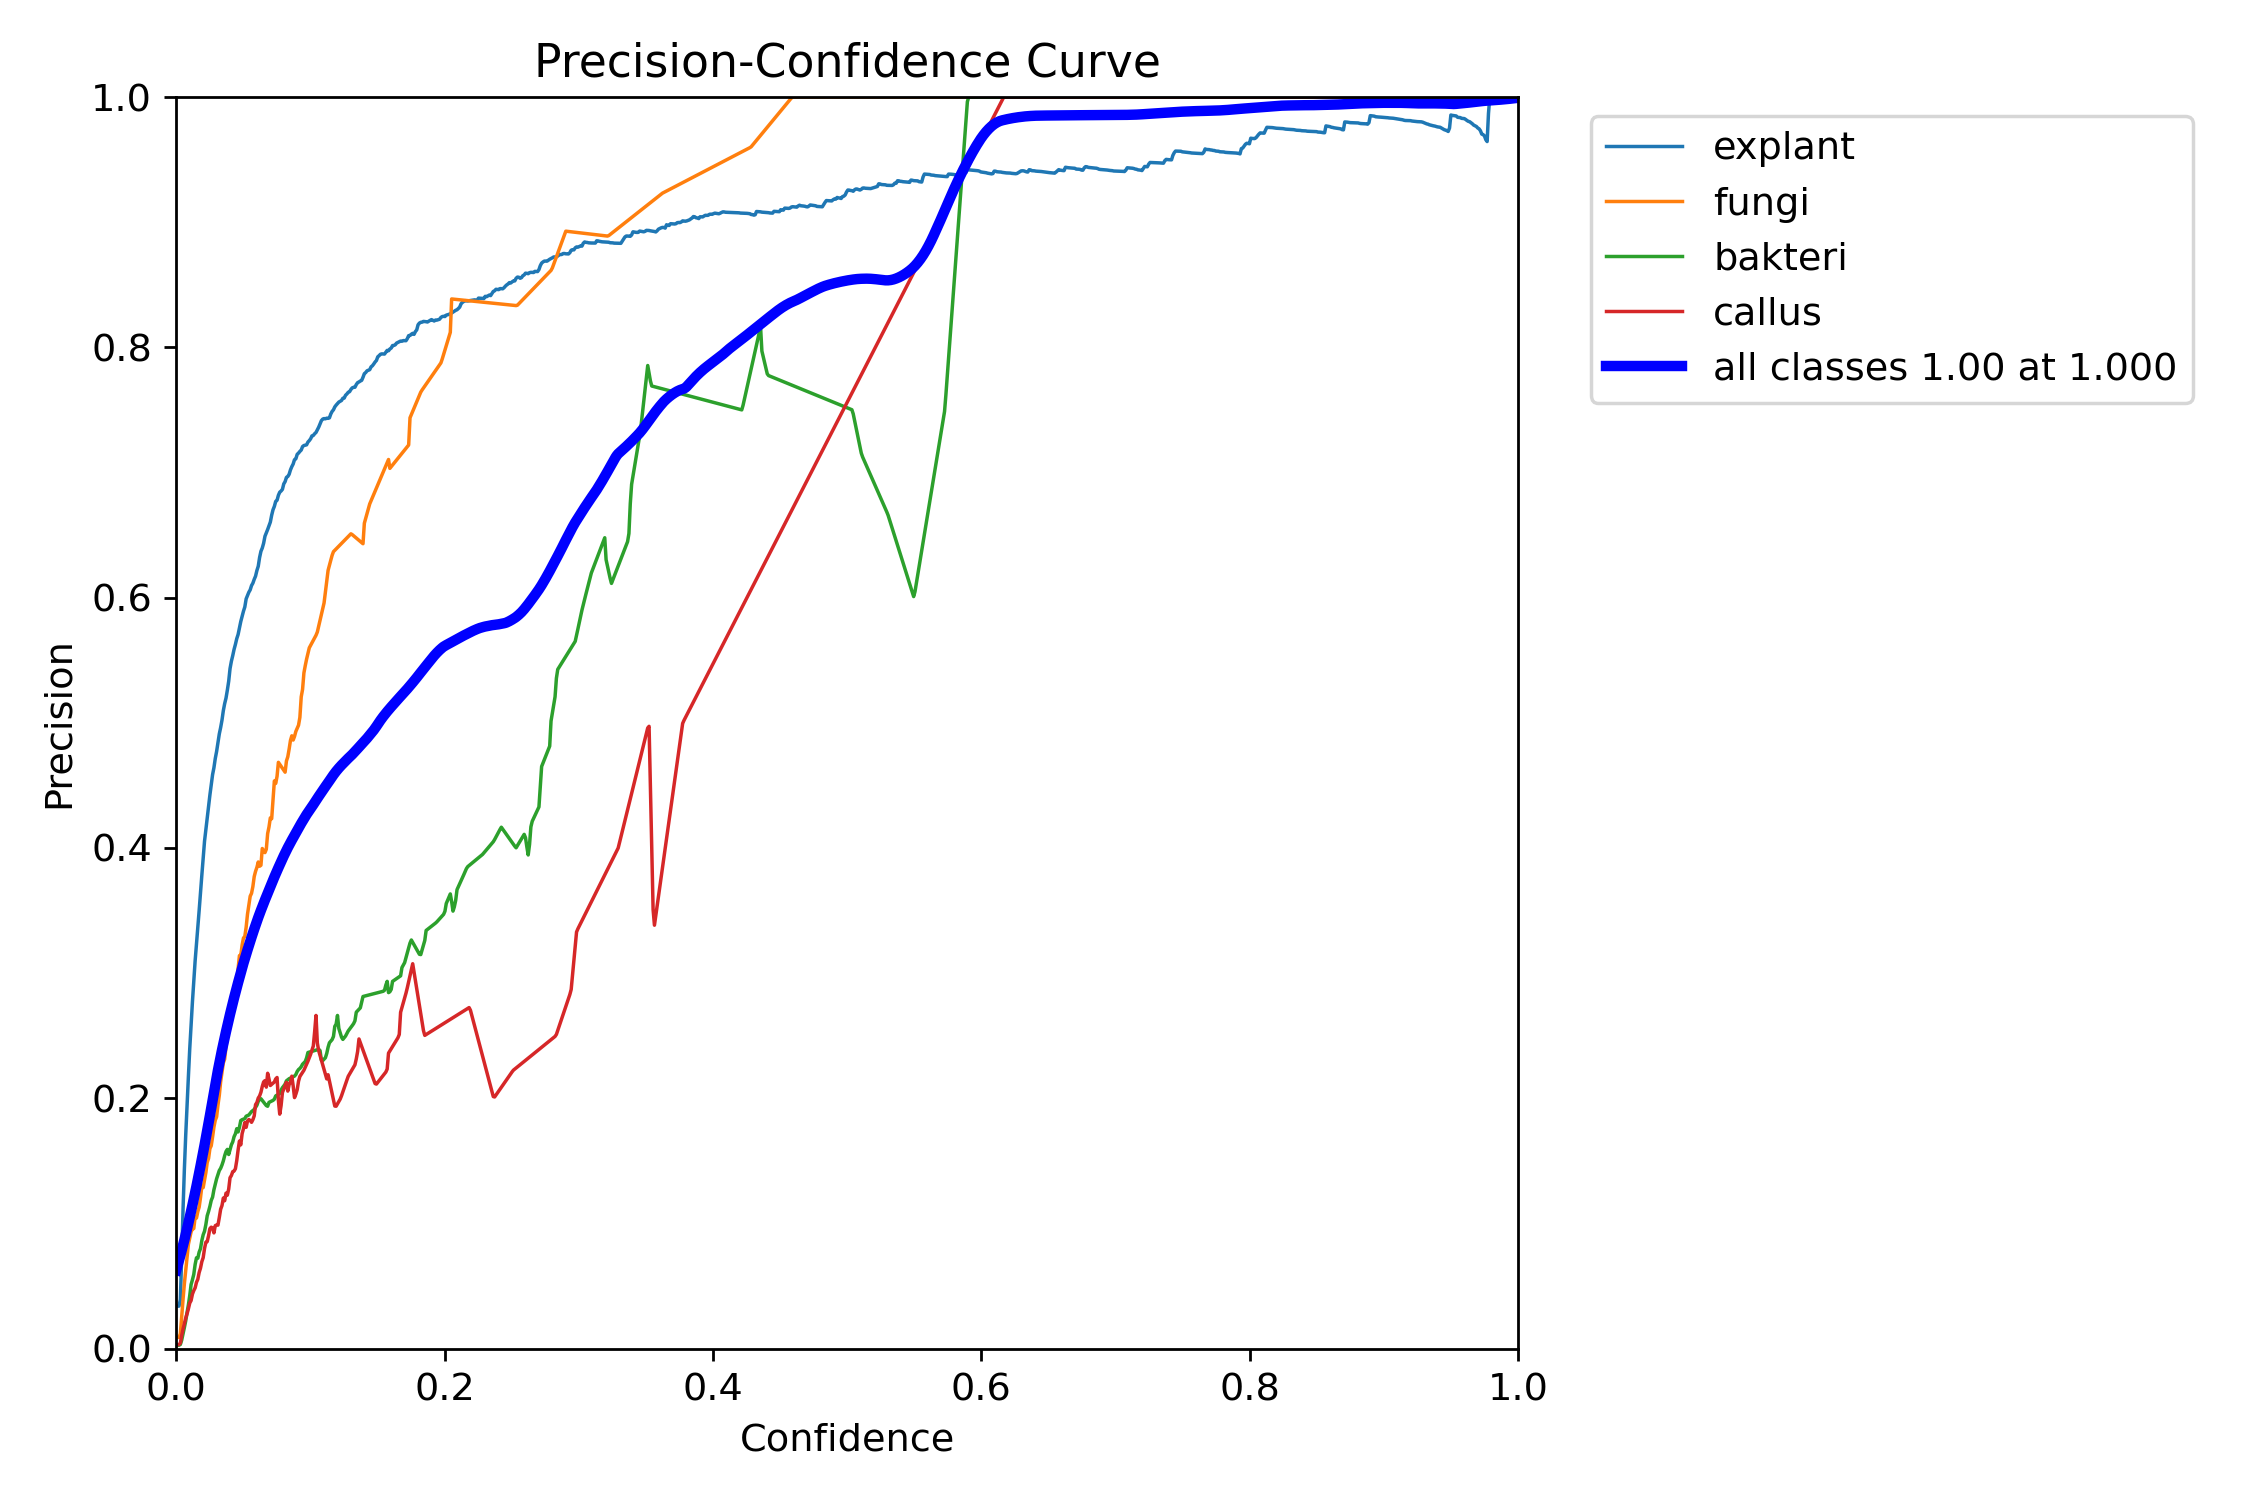 Precision-Confidence Curve
1.0
0.8
0.6
0.4
0.2
0.0
Precision
0.0 0.2 0.4 0.6 0.8 1.0
Confidence
explant
fungi
bakteri
callus
all classes 1.00 at 1.000